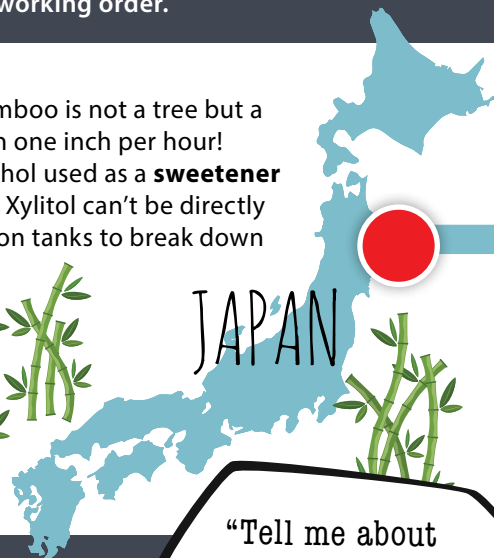 working order.
mboo is not a tree but a
n one inch per hour!
hol used as a sweetener
Xylitol can’t be directly
on tanks to break down
JAPAN
“Tell me about